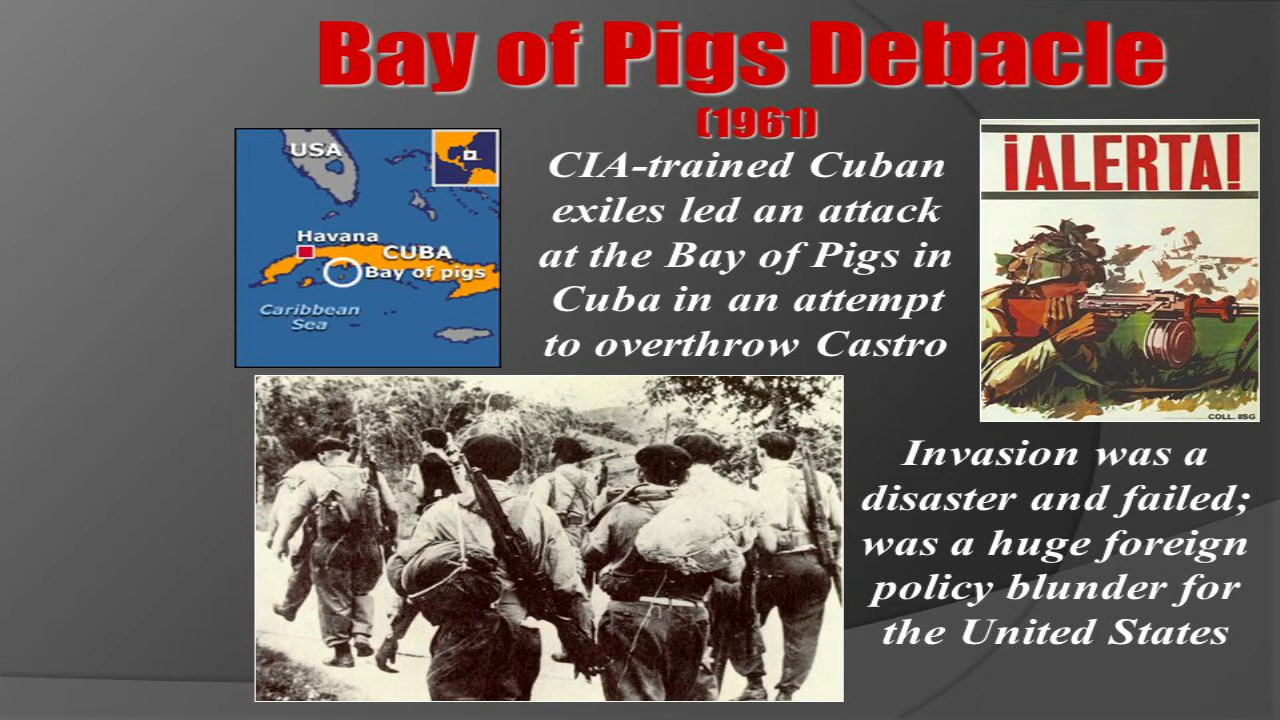 Bay of Pigs Debacle
(1961)
USA
Havana
CUBA
Bay of pigs
Caribbean
Sea
CIA-trained Cuban
exiles led an attack
at the Bay of Pigs in
Cuba in an attempt
to overthrow Castro
¡ALERTA!
COLL. IISG
Invasion was a
disaster and failed;
was a huge foreign
policy blunder for
the United States